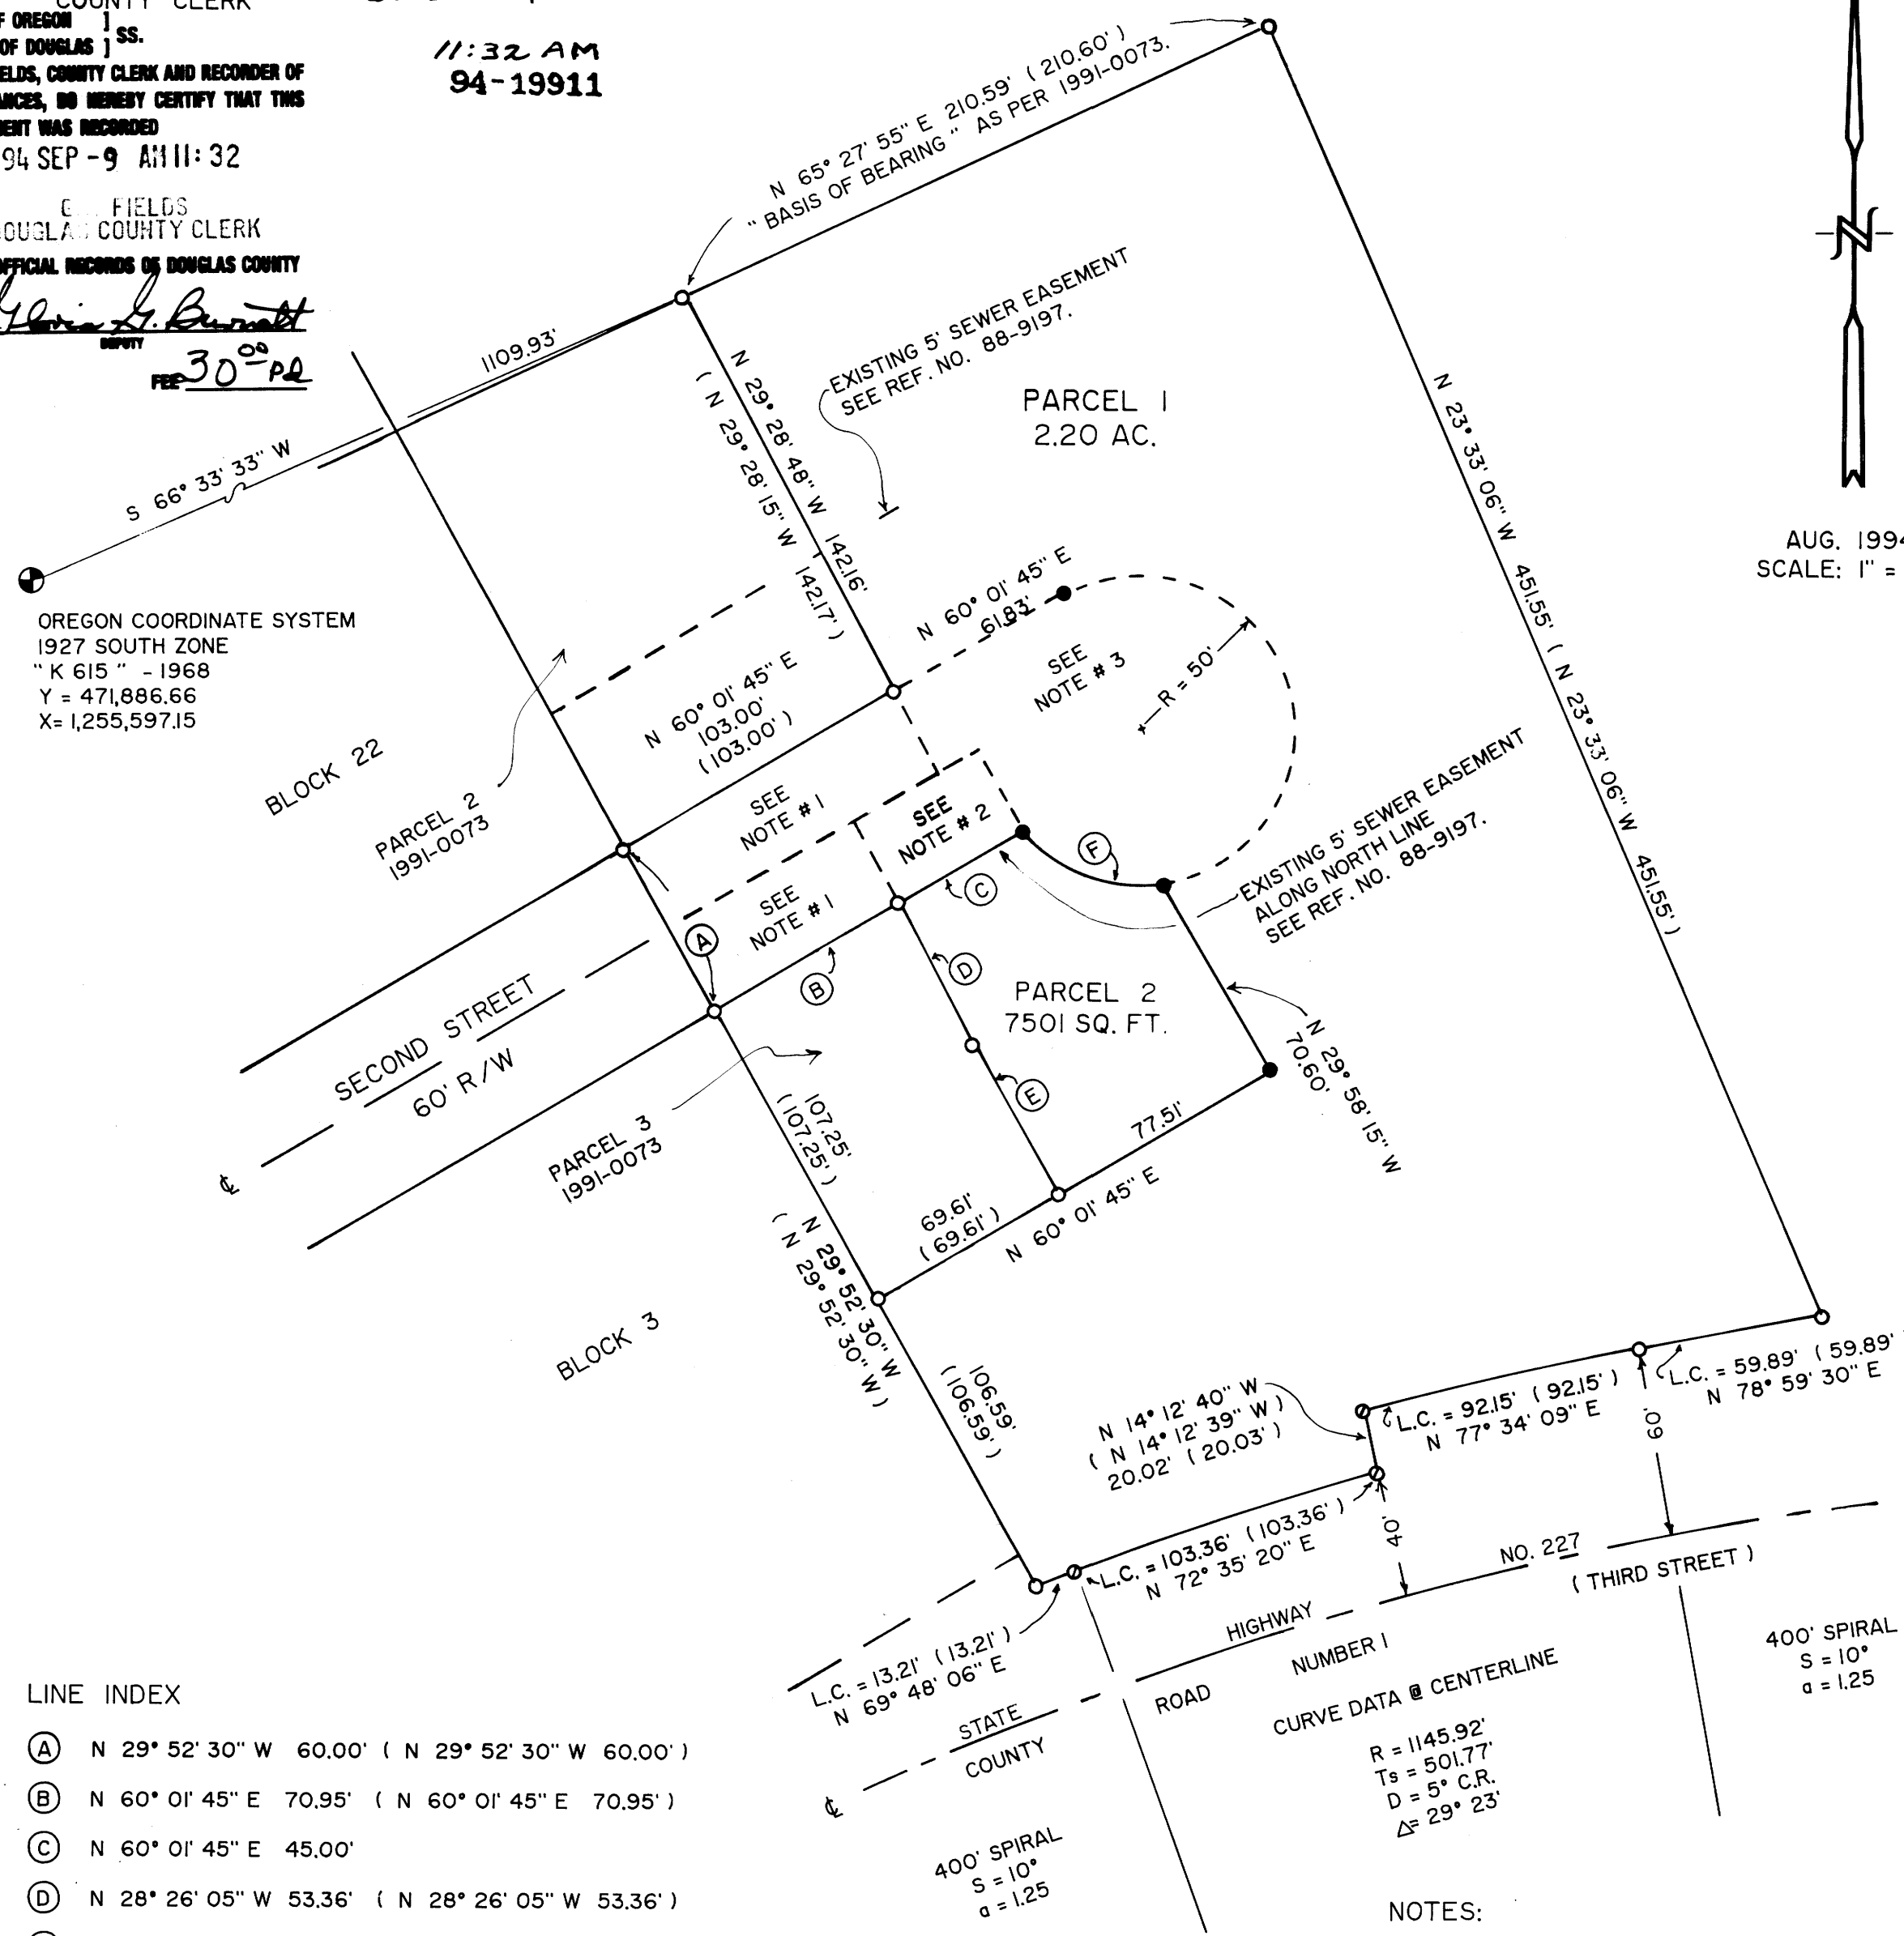 COUNTY CLERK
F OREGON ] SS.
OF DOUGLAS ]
ELDS, COUNTY CLERK AND RECORDER OF
ANCES, DO HEREBY CERTIFY THAT THIS
MENT WAS RECORDED
94 SEP -9 AM 11:32
FIELDS
COUNTY CLERK
OFFICIAL RECORDS OF DOUGLAS COUNTY
DEPUTY
FEE 30 00 Pd
11:32 AM
94-19911
N 65° 27' 55" E 210.59' ( 210.60' )
" BASIS OF BEARING " AS PER 1991-0073.
1109.93'
S 66° 33' 33" W
OREGON COORDINATE SYSTEM
1927 SOUTH ZONE
" K 615 " - 1968
Y = 471,886.66
X= 1,255,597.15
N 29° 28' 48" W 142.16'
( N 29° 28' 15" W 142.17' )
EXISTING 5' SEWER EASEMENT
SEE REF. NO. 88-9197.
PARCEL 1
2.20 AC.
N 23° 33' 06" W 451.55' ( N 23° 33' 06" W 451.55' )
N
AUG. 1994
SCALE: 1" =
N 60° 01' 45" E
61.83'
SEE
NOTE # 3
R = 50'
N 60° 01' 45" E
103.00'
( 103.00' )
BLOCK 22
PARCEL 2
1991-0073
SEE
NOTE # 1
SEE
NOTE # 2
SEE
NOTE # 1
A
B
C
D
E
F
EXISTING 5' SEWER EASEMENT
ALONG NORTH LINE
SEE REF. NO. 88-9197.
SECOND STREET
60' R/W
℄
PARCEL 2
7501 SQ. FT.
N 29° 58' 15" W
70.60'
PARCEL 3
1991-0073
107.25'
( 107.25' )
77.51'
69.61'
( 69.61' )
N 60° 01' 45" E
N 29° 52' 30" W
( N 29° 52' 30" W )
BLOCK 3
106.59'
( 106.59' )
N 14° 12' 40" W
( N 14° 12' 39" W )
20.02' ( 20.03' )
L.C. = 92.15' ( 92.15' )
N 77° 34' 09" E
L.C. = 59.89' ( 59.89'
N 78° 59' 30" E
60'
40'
L.C. = 103.36' ( 103.36' )
N 72° 35' 20" E
L.C. = 13.21' ( 13.21' )
N 69° 48' 06" E
STATE HIGHWAY NO. 227
( THIRD STREET )
COUNTY ROAD NUMBER 1
℄
CURVE DATA @ CENTERLINE
R = 1145.92'
Ts = 501.77'
D = 5° C.R.
Δ= 29° 23'
400' SPIRAL
S = 10°
a = 1.25
400' SPIRAL
S = 10°
a = 1.25
LINE INDEX
A N 29° 52' 30" W 60.00' ( N 29° 52' 30" W 60.00' )
B N 60° 01' 45" E 70.95' ( N 60° 01' 45" E 70.95' )
C N 60° 01' 45" E 45.00'
D N 28° 26' 05" W 53.36' ( N 28° 26' 05" W 53.36' )
NOTES: